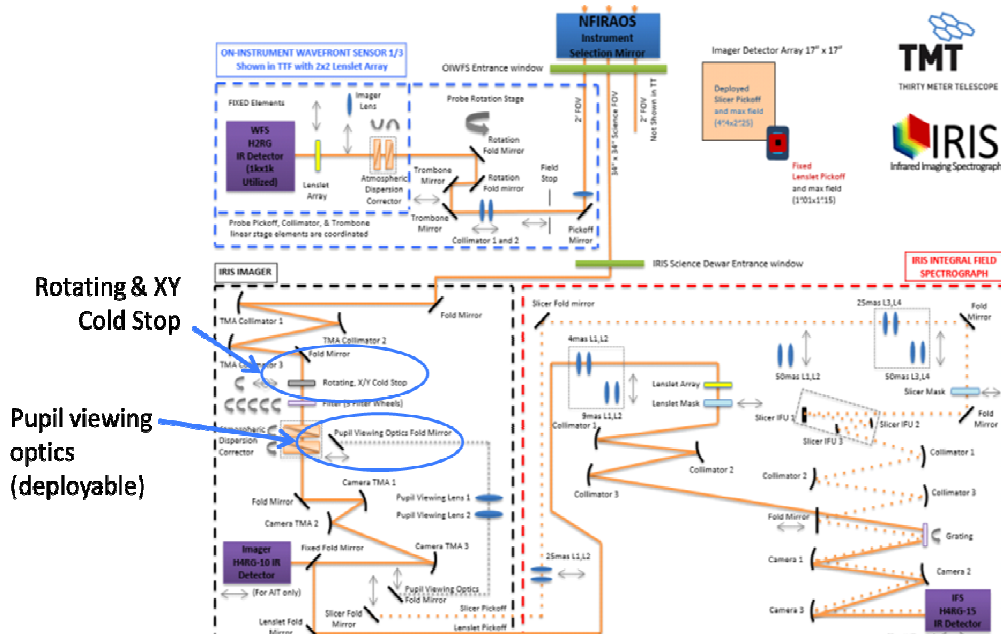 NFIRAOS
Instrument
Selection Mirror
ON-INSTRUMENT WAVEFRONT SENSOR 1/3
Shown in TTF with 2x2 Lenslet Array
OIWFS Entrance window
Imager Detector Array 17" x 17"
TMT
THIRTY METER TELESCOPE
FIXED Elements
Imager
Lens
Probe Rotation Stage
2" FOV
34" x 34" Science FOV
2" FOV
Not Shown in TT
Deployed
Slicer Pickoff
and max field
WFS
H2RG
IR Detector
(1kx1k
Utilized)
Lenslet
Array
Atmospheric
Dispersion
Corrector
Rotation
Fold Mirror
Trombone
Mirror
Rotation
Fold mirror
Field
Stop
Trombone
Mirror
Collimator 1 and 2
Pickoff
Mirror
Fixed
Lenslet Pickoff
and max field
(1"01x1"15)
IRIS
Infrared Imaging Spectrograph
Probe Pickoff, Collimator, & Trombone
linear stage elements are coordinated
IRIS Science Dewar Entrance window
IRIS IMAGER
IRIS INTEGRAL FIELD
SPECTROGRAPH
Rotating & XY
Cold Stop
TMA Collimator 1
Fold Mirror
TMA Collimator 2
TMA Collimator 3
Fold Mirror
Rotating, X/Y Cold Stop
Filter (5 Filter Wheels)
Pupil viewing
optics
(deployable)
Dispersion
Corrector
Pupil Viewing Optics Fold Mirror
Camera TMA 1
Fold Mirror
Camera TMA 2
Pupil Viewing Lens 1
Pupil Viewing Lens 2
Camera TMA 3
Imager
H4RG-10 IR
Detector
Fixed Fold Mirror
(For AIT only)
Pupil Viewing Optics
Fold Mirror
Slicer Fold
Mirror
Slicer Pickoff
Lenslet Fold
Mirror
Lenslet Pickoff
Slicer Fold mirror
25mas L3,L4
Fold
Mirror
4mas L1,L2
50mas L1,L2
50mas L3,L4
9mas L1,L2
Lenslet Array
Lenslet Mask
Slicer Mask
Slicer IFU 1
Slicer IFU 2
Slicer IFU 3
Fold
Mirror
Collimator 1
Collimator 2
Collimator 3
Collimator 1
Collimator 2
Collimator 3
Fold Mirror
Grating
25mas L1,L2
Camera 1
Camera 2
Camera 3
IFS
H4RG-15
IR Detector